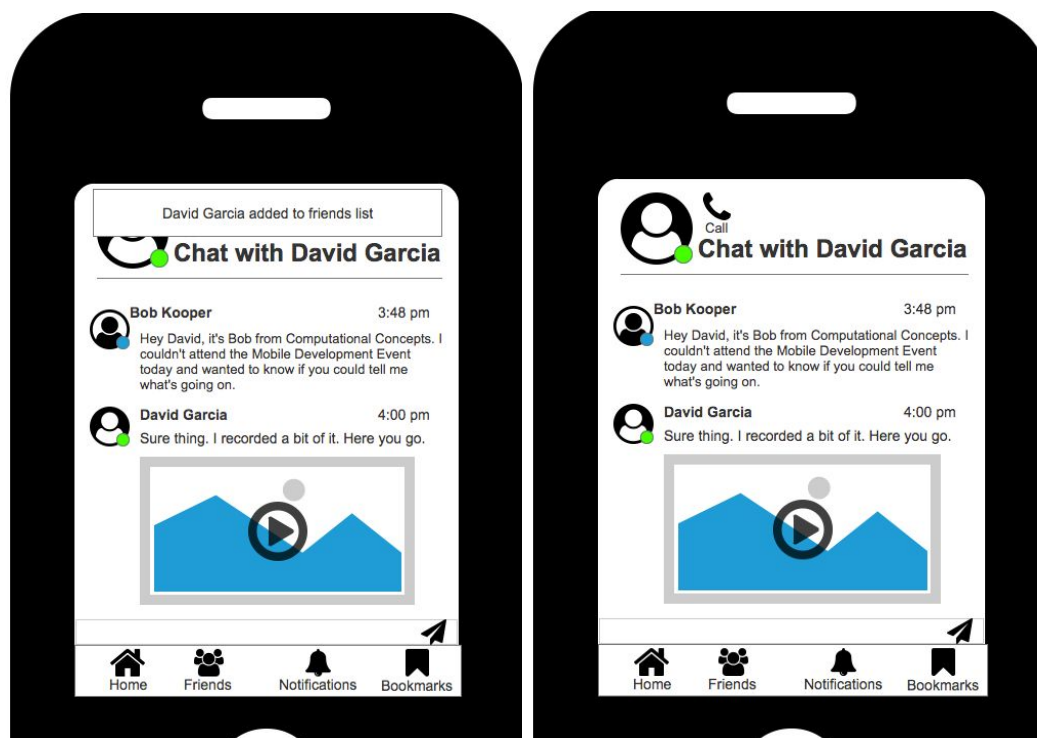 David Garcia added to friends list
Chat with David Garcia
Bob Kooper 3:48 pm
Hey David, it's Bob from Computational Concepts. I
couldn't attend the Mobile Development Event
today and wanted to know if you could tell me
what's going on.
David Garcia 4:00 pm
Sure thing. I recorded a bit of it. Here you go.
Home Friends Notifications Bookmarks
Call
Chat with David Garcia
Bob Kooper 3:49 pm
Hey David, it's Bob from Computational Concepts. I
couldn't attend the Mobile Development Event
today and wanted to know if you could tell me
what's going on.
David Garcia 4:00 pm
Sure thing. I recorded a bit of it. Here you go.
Home Friends Notifications Bookmarks